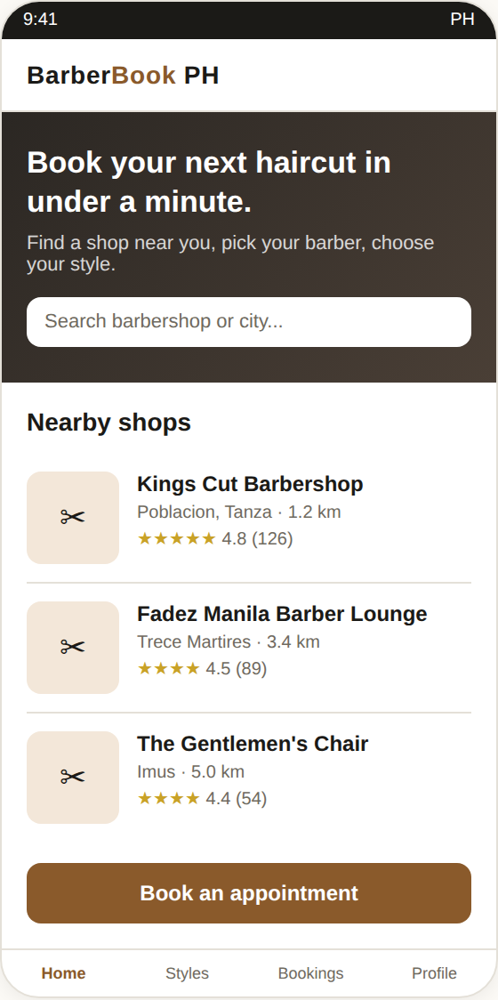 9:41 PH
BarberBook PH
Book your next haircut in
under a minute.
Find a shop near you, pick your barber, choose
your style.
Search barbershop or city...
Nearby shops
Kings Cut Barbershop
Poblacion, Tanza · 1.2 km
★★★★★ 4.8 (126)
Fadez Manila Barber Lounge
Trece Martires · 3.4 km
★★★★ 4.5 (89)
The Gentlemen's Chair
Imus · 5.0 km
★★★★ 4.4 (54)
Book an appointment
Home Styles Bookings Profile